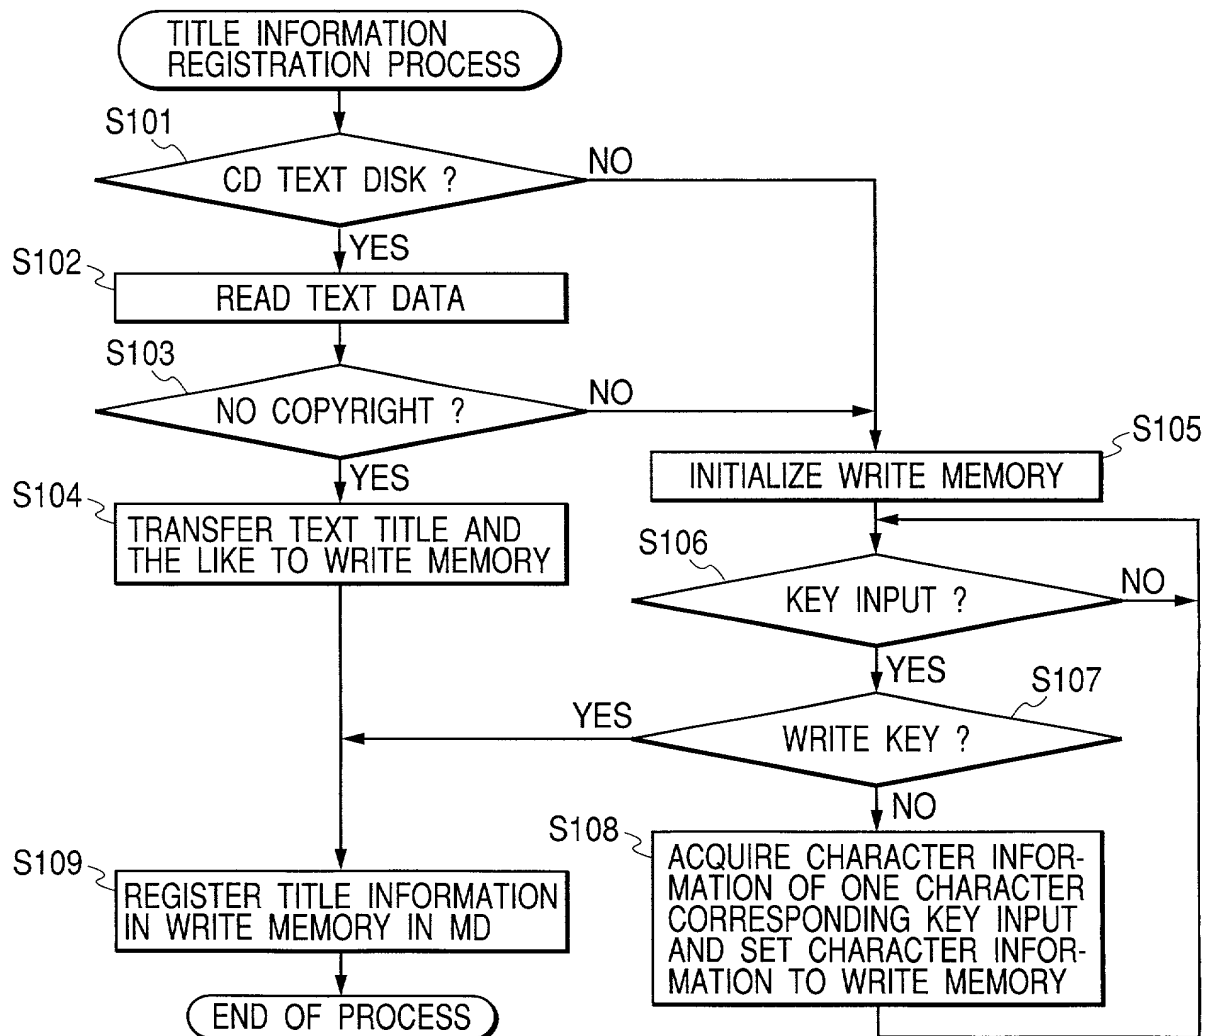 TITLE INFORMATION
REGISTRATION PROCESS
S101
CD TEXT DISK ?
NO
YES
S102
READ TEXT DATA
S103
NO COPYRIGHT ?
NO
YES
S104
TRANSFER TEXT TITLE AND
THE LIKE TO WRITE MEMORY
S105
INITIALIZE WRITE MEMORY
S106
KEY INPUT ?
NO
YES
S107
WRITE KEY ?
YES
NO
S108
ACQUIRE CHARACTER INFOR-
MATION OF ONE CHARACTER
CORRESPONDING KEY INPUT
AND SET CHARACTER INFOR-
MATION TO WRITE MEMORY
S109
REGISTER TITLE INFORMATION
IN WRITE MEMORY IN MD
END OF PROCESS